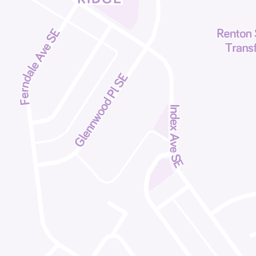 RIDGE
Renton S
Transf
Ferndale Ave SE
Glennwood Pl SE
Index Ave SE